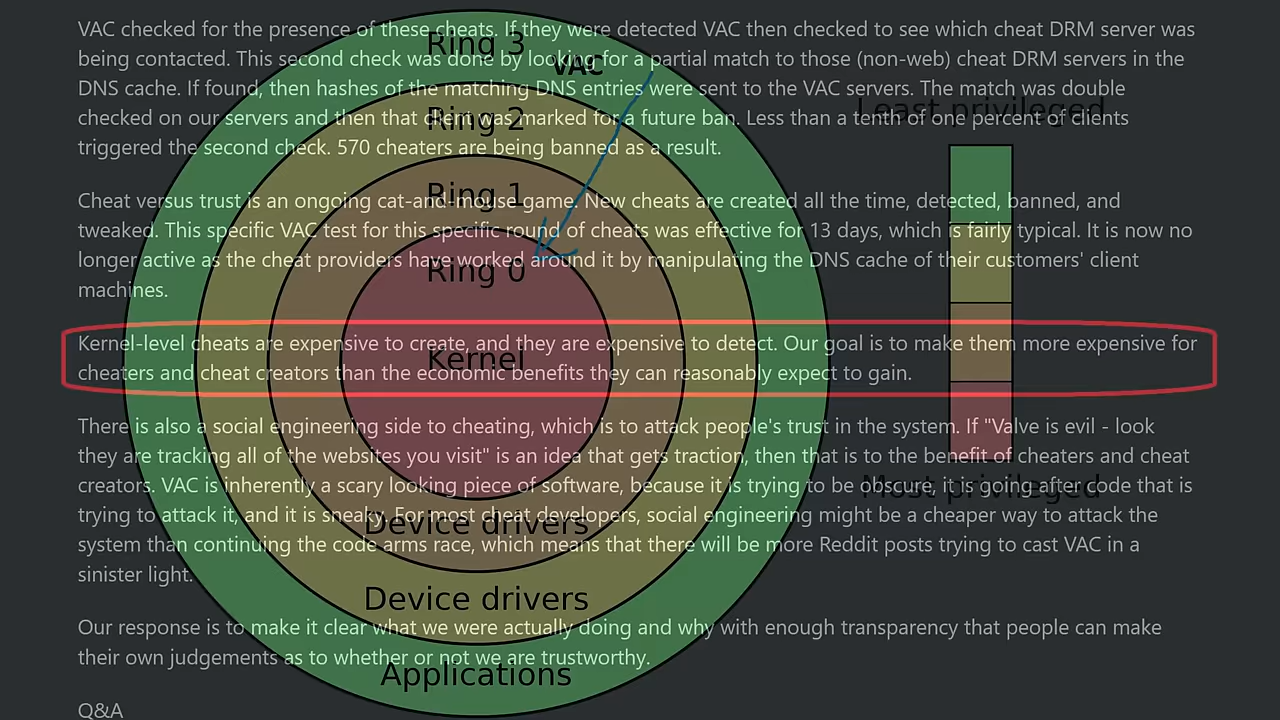 VAC checked for the presence of these cheats. If they were detected VAC then checked to see which cheat DRM server was
being contacted. This second check was done by looking for a partial match to those (non-web) cheat DRM servers in the
DNS cache. If found, then hashes of the matching DNS entries were sent to the VAC servers. The match was double
checked on our servers and then that client was marked for a future ban. Less than a tenth of one percent of clients
triggered the second check. 570 cheaters are being banned as a result.
Cheat versus trust is an ongoing cat-and-mouse game. New cheats are created all the time, detected, banned, and
tweaked. This specific VAC test for this specific round of cheats was effective for 13 days, which is fairly typical. It is now no
longer active as the cheat providers have worked around it by manipulating the DNS cache of their customers' client
machines.
Kernel-level cheats are expensive to create, and they are expensive to detect. Our goal is to make them more expensive for
cheaters and cheat creators than the economic benefits they can reasonably expect to gain.
There is also a social engineering side to cheating, which is to attack people's trust in the system. If "Valve is evil - look
they are tracking all of the websites you visit" is an idea that gets traction, then that is to the benefit of cheaters and cheat
creators. VAC is inherently a scary looking piece of software, because it is trying to be obscure, it is going after code that is
trying to attack it, and it is sneaky. For most cheat developers, social engineering might be a cheaper way to attack the
system than continuing the code arms race, which means that there will be more Reddit posts trying to cast VAC in a
sinister light.
Our response is to make it clear what we were actually doing and why with enough transparency that people can make
their own judgements as to whether or not we are trustworthy.
Q&A
Ring 3
VAC
Ring 2
Ring 1
Ring 0
Kernel
Device drivers
Device drivers
Applications
Least privileged
Most privileged